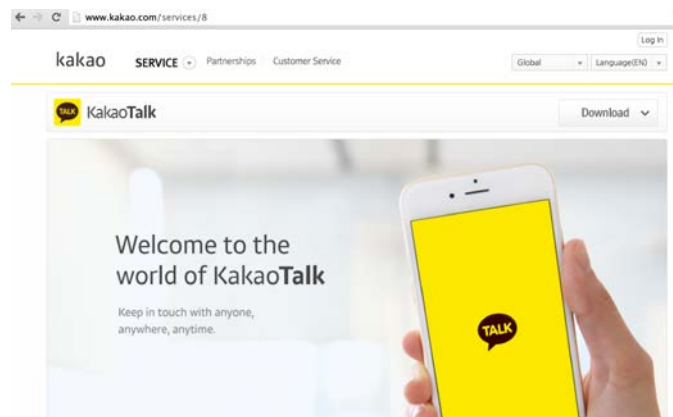 www.kakao.com/services/8
Log In
kakao SERVICE Partnerships Customer Service Global Language(EN)
TALK KakaoTalk Download
Welcome to the
world of KakaoTalk
Keep in touch with anyone,
anywhere, anytime.
TALK